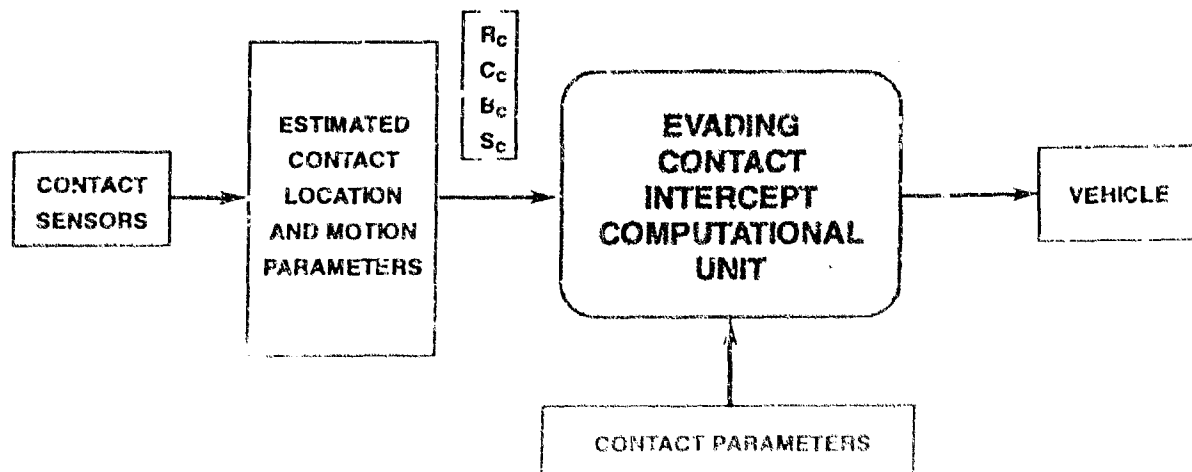 CONTACT
SENSORS
ESTIMATED
CONTACT
LOCATION
AND MOTION
PARAMETERS
Rc
Cc
Bc
Sc
EVADING
CONTACT
INTERCEPT
COMPUTATIONAL
UNIT
VEHICLE
CONTACT PARAMETERS